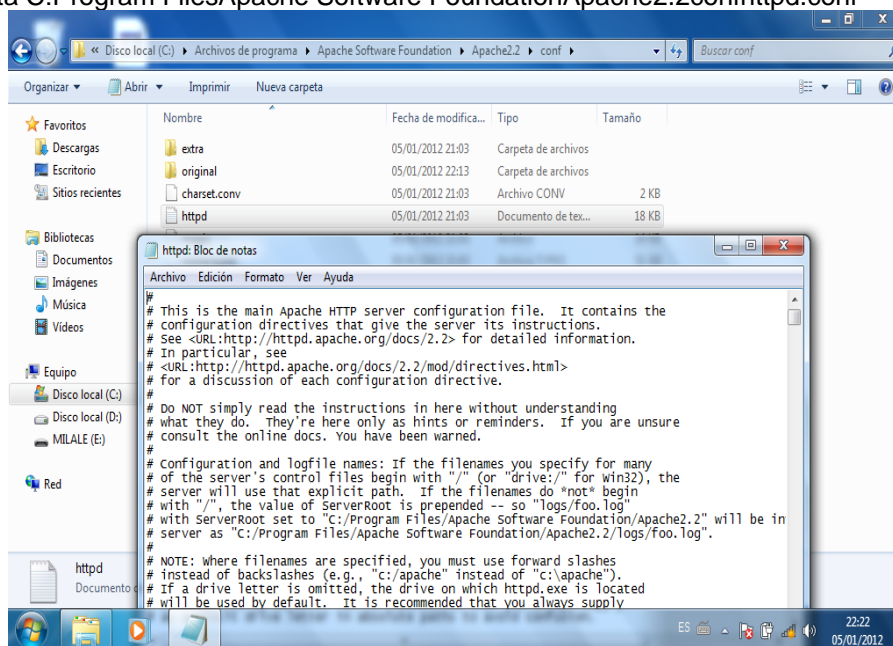 C:Program FilesApache Software FoundationApache2.2confhttpd.conf
« Disco local (C:) ▸ Archivos de programa ▸ Apache Software Foundation ▸ Apache2.2 ▸ conf ▸
Buscar conf
Organizar ▾ Abrir ▾ Imprimir Nueva carpeta
Nombre Fecha de modifica... Tipo Tamaño
Favoritos
Descargas
Escritorio
Sitios recientes
Bibliotecas
Documentos
Imágenes
Música
Vídeos
Equipo
Disco local (C:)
Disco local (D:)
MILALE (E:)
Red
extra 05/01/2012 21:03 Carpeta de archivos
original 05/01/2012 22:13 Carpeta de archivos
charset.conv 05/01/2012 21:03 Archivo CONV 2 KB
httpd 05/01/2012 21:03 Documento de tex... 18 KB
httpd: Bloc de notas
Archivo Edición Formato Ver Ayuda
#
# This is the main Apache HTTP server configuration file. It contains the
# configuration directives that give the server its instructions.
# See <URL:http://httpd.apache.org/docs/2.2> for detailed information.
# In particular, see
# <URL:http://httpd.apache.org/docs/2.2/mod/directives.html>
# for a discussion of each configuration directive.
#
# Do NOT simply read the instructions in here without understanding
# what they do. They're here only as hints or reminders. If you are unsure
# consult the online docs. You have been warned.
#
# Configuration and logfile names: If the filenames you specify for many
# of the server's control files begin with "/" (or "drive:/" for Win32), the
# server will use that explicit path. If the filenames do *not* begin
# with "/", the value of ServerRoot is prepended -- so "logs/foo.log"
# with ServerRoot set to "C:/Program Files/Apache Software Foundation/Apache2.2" will be in
# server as "C:/Program Files/Apache Software Foundation/Apache2.2/logs/foo.log".
#
# NOTE: Where filenames are specified, you must use forward slashes
# instead of backslashes (e.g., "c:/apache" instead of "c:\apache").
# If a drive letter is omitted, the drive on which httpd.exe is located
# will be used by default. It is recommended that you always supply
httpd
Documento
ES
22:22
05/01/2012